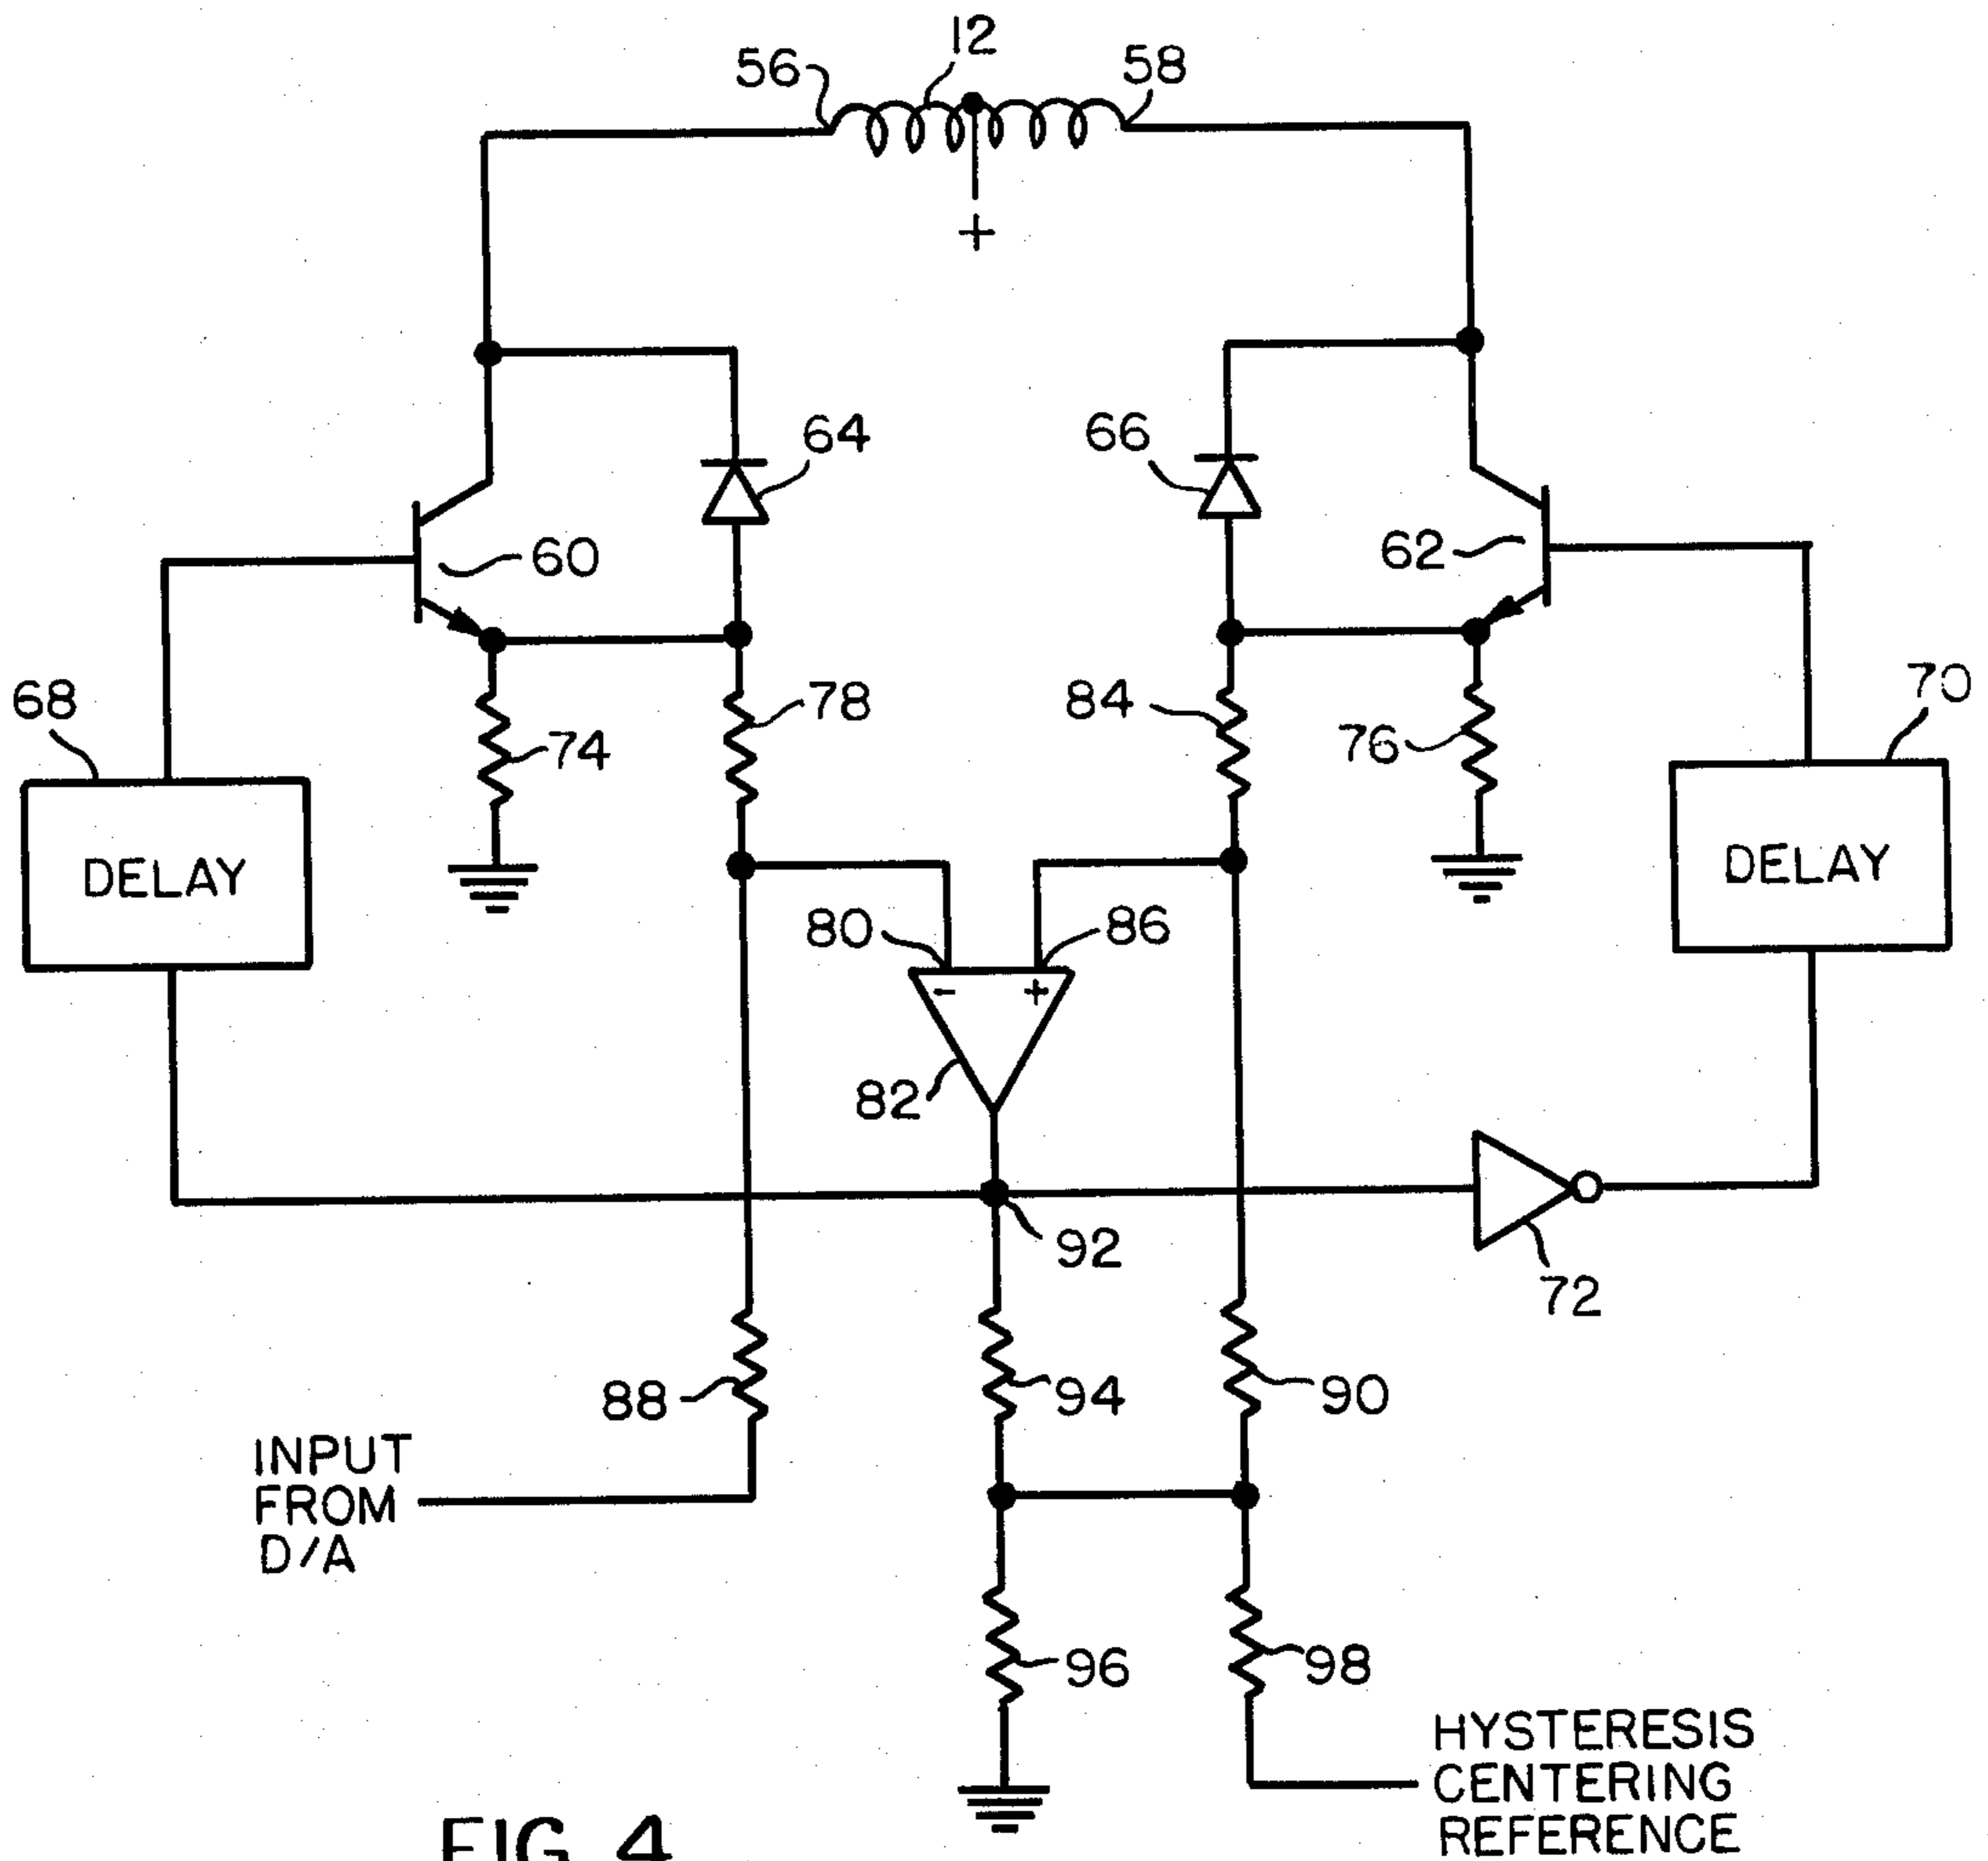 12
56
58
+
64
66
60
62
68
78
84
70
74
76
DELAY
DELAY
80
86
- +
82
92
72
88
94
90
INPUT
FROM
D/A
96
98
HYSTERESIS
CENTERING
REFERENCE
FIG. 4